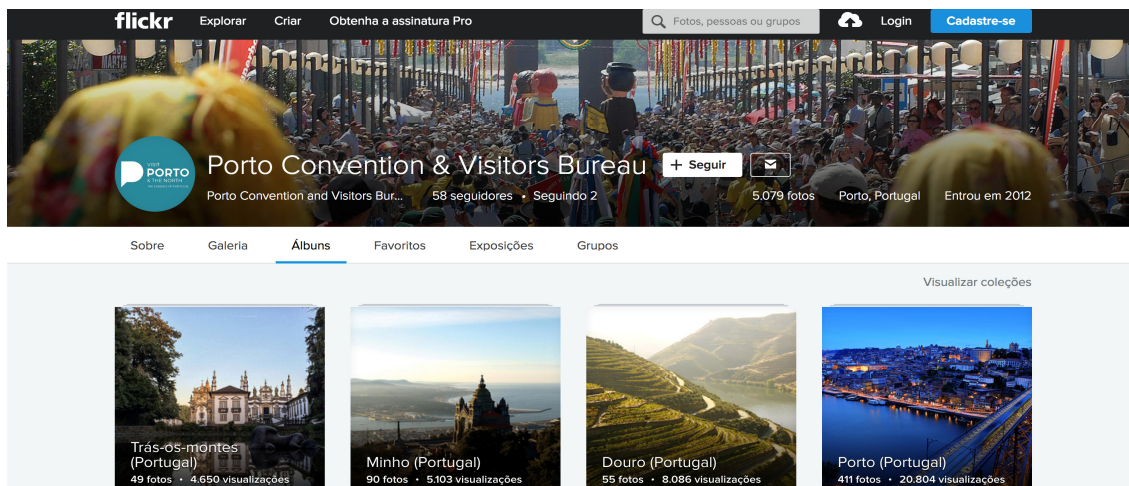 flickr Explorar Criar Obtenha a assinatura Pro Fotos, pessoas ou grupos Login Cadastre-se
VISIT
PORTO
& THE NORTH
Porto Convention & Visitors Bureau + Seguir
Porto Convention and Visitors Bur... 58 seguidores • Seguindo 2 5.079 fotos Porto, Portugal Entrou em 2012
Sobre Galeria Álbuns Favoritos Exposições Grupos
Visualizar coleções
Trás-os-montes
(Portugal)
49 fotos • 4.650 visualizações
Minho (Portugal)
90 fotos • 5.103 visualizações
Douro (Portugal)
55 fotos • 8.086 visualizações
Porto (Portugal)
411 fotos • 20.804 visualizações